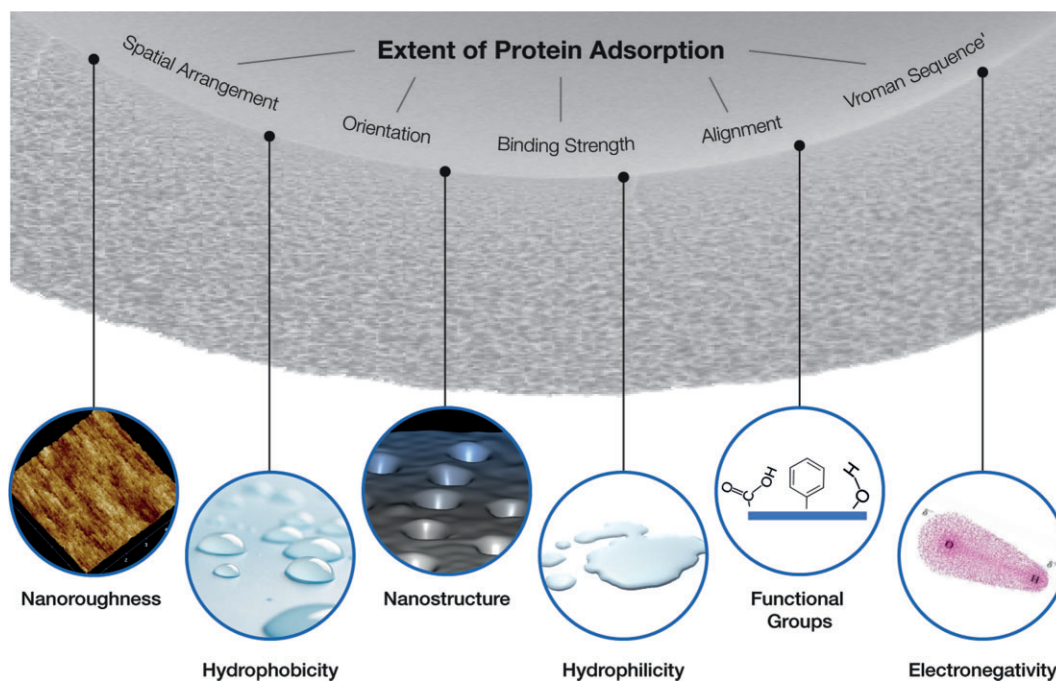 Extent of Protein Adsorption
Spatial Arrangement
Orientation
Binding Strength
Alignment
Vroman Sequence'
O
C
OH
H
O
δ⁻
O
H
δ⁺
Nanoroughness
Hydrophobicity
Nanostructure
Hydrophilicity
Functional
Groups
Electronegativity